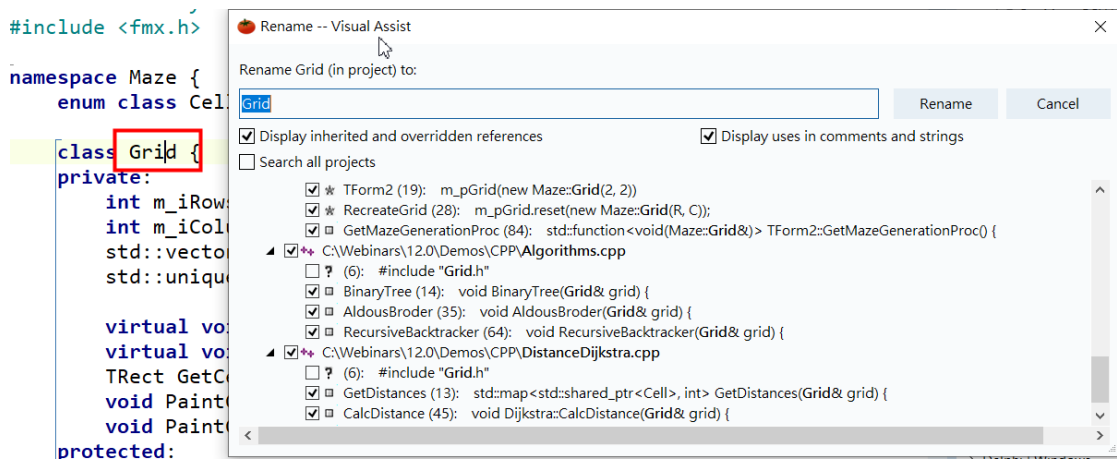 #include <fmx.h>
namespace Maze {
enum class Cel
class Grid {
private:
int m_iRow
int m_iCol
std::vecto
std::uniqu
virtual vo
virtual vo
TRect GetC
void Paint
void Paint
protected:
Rename -- Visual Assist
Rename Grid (in project) to:
Grid
Rename
Cancel
Display inherited and overridden references
Display uses in comments and strings
Search all projects
TForm2 (19): m_pGrid(new Maze::Grid(2, 2))
RecreateGrid (28): m_pGrid.reset(new Maze::Grid(R, C));
GetMazeGenerationProc (84): std::function<void(Maze::Grid&)> TForm2::GetMazeGenerationProc() {
C:\Webinars\12.0\Demos\CPP\Algorithms.cpp
? (6): #include "Grid.h"
BinaryTree (14): void BinaryTree(Grid& grid) {
AldousBroder (35): void AldousBroder(Grid& grid) {
RecursiveBacktracker (64): void RecursiveBacktracker(Grid& grid) {
C:\Webinars\12.0\Demos\CPP\DistanceDijkstra.cpp
? (6): #include "Grid.h"
GetDistances (13): std::map<std::shared_ptr<Cell>, int> GetDistances(Grid& grid) {
CalcDistance (45): void Dijkstra::CalcDistance(Grid& grid) {